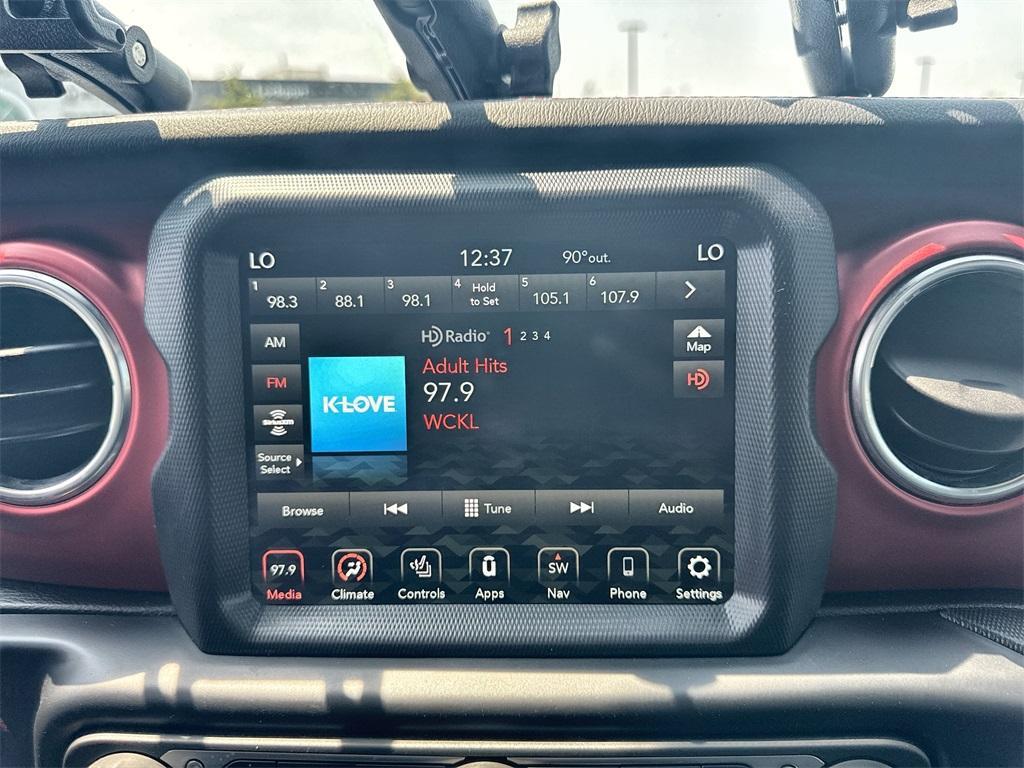 LO 12:37 90°out. LO
1 98.3 2 88.1 3 98.1 4 Hold to Set 5 105.1 6 107.9
AM
HD Radio 1 2 3 4
Map
FM
Adult Hits
HD
K-LOVE
97.9
SiriusXM
WCKL
Source
Select
Browse
Tune
Audio
97.9
SW
Media Climate Controls Apps Nav Phone Settings